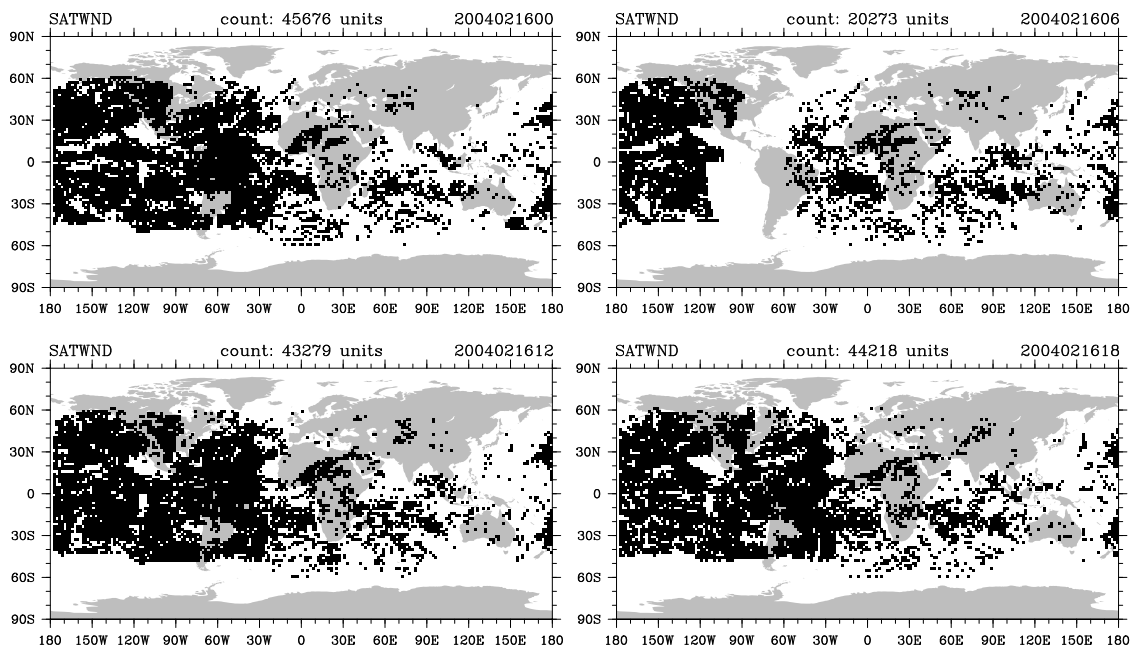 SATWND count: 45676 units 2004021600
90N
60N
30N
0
30S
60S
90S
180 150W 120W 90W 60W 30W 0 30E 60E 90E 120E 150E 180
SATWND count: 20273 units 2004021606
90N
60N
30N
0
30S
60S
90S
180 150W 120W 90W 60W 30W 0 30E 60E 90E 120E 150E 180
SATWND count: 43279 units 2004021612
90N
60N
30N
0
30S
60S
90S
180 150W 120W 90W 60W 30W 0 30E 60E 90E 120E 150E 180
SATWND count: 44218 units 2004021618
90N
60N
30N
0
30S
60S
90S
180 150W 120W 90W 60W 30W 0 30E 60E 90E 120E 150E 180